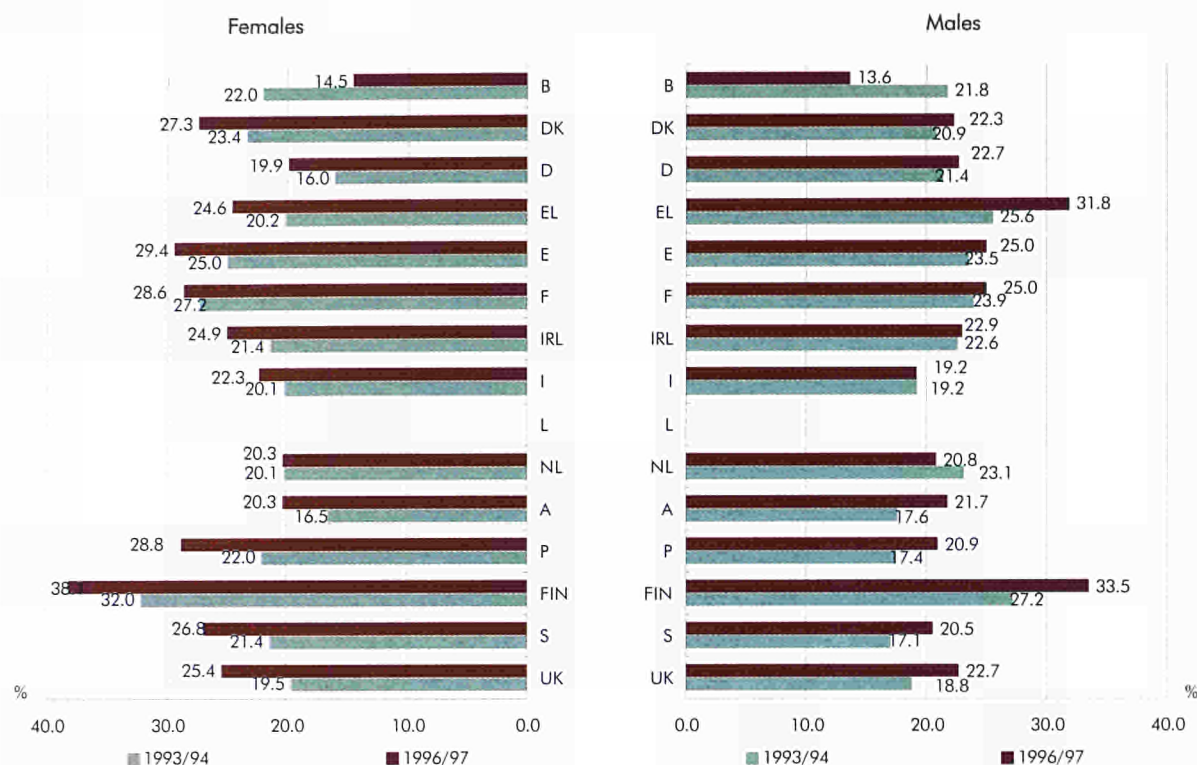 Females
Males
14.5 B B 13.6
22.0 21.8
27.3 DK DK 22.3
23.4 20.9
19.9 D D 22.7
16.0 21.4
24.6 EL EL 31.8
20.2 25.6
29.4 E E 25.0
25.0 23.5
28.6 F F 25.0
27.2 23.9
24.9 IRL IRL 22.9
21.4 22.6
22.3 I I 19.2
20.1 19.2
L L
20.3 NL NL 20.8
20.1 23.1
20.3 A A 21.7
16.5 17.6
28.8 P P 20.9
22.0 17.4
38.1 FIN FIN 33.5
32.0 27.2
26.8 S S 20.5
21.4 17.1
25.4 UK UK 22.7
19.5 18.8
% %
40.0 30.0 20.0 10.0 0.0 0.0 10.0 20.0 30.0 40.0
1993/94 1996/97 1993/94 1996/97